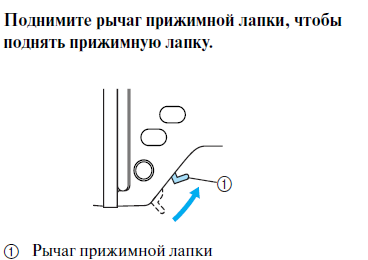 Поднимите рычаг прижимной лапки, чтобы
поднять прижимную лапку.
①
① Рычаг прижимной лапки